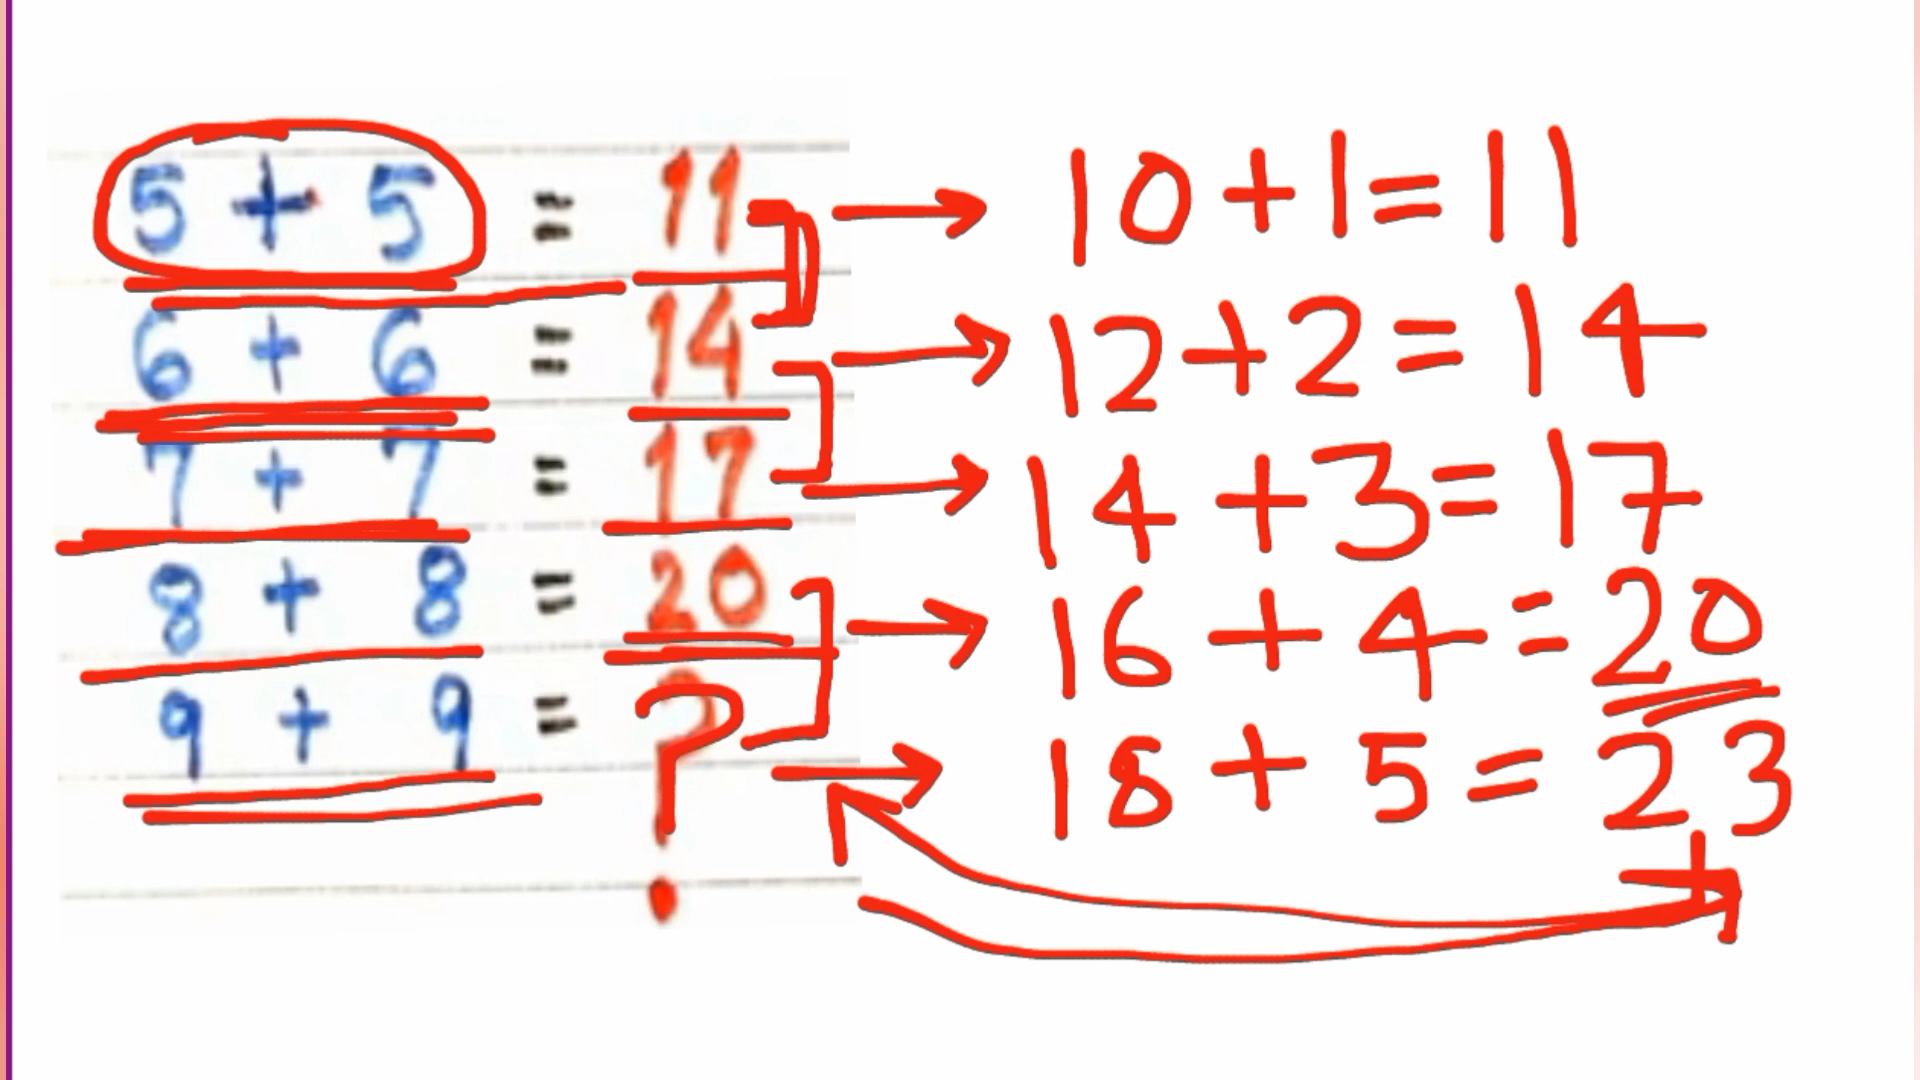 5 + 5 = 11 → 10 + 1 = 11
6 + 6 = 14 → 12 + 2 = 14
7 + 7 = 17 → 14 + 3 = 17
8 + 8 = 20 → 16 + 4 = 20
9 + 9 = ? → 18 + 5 = 23